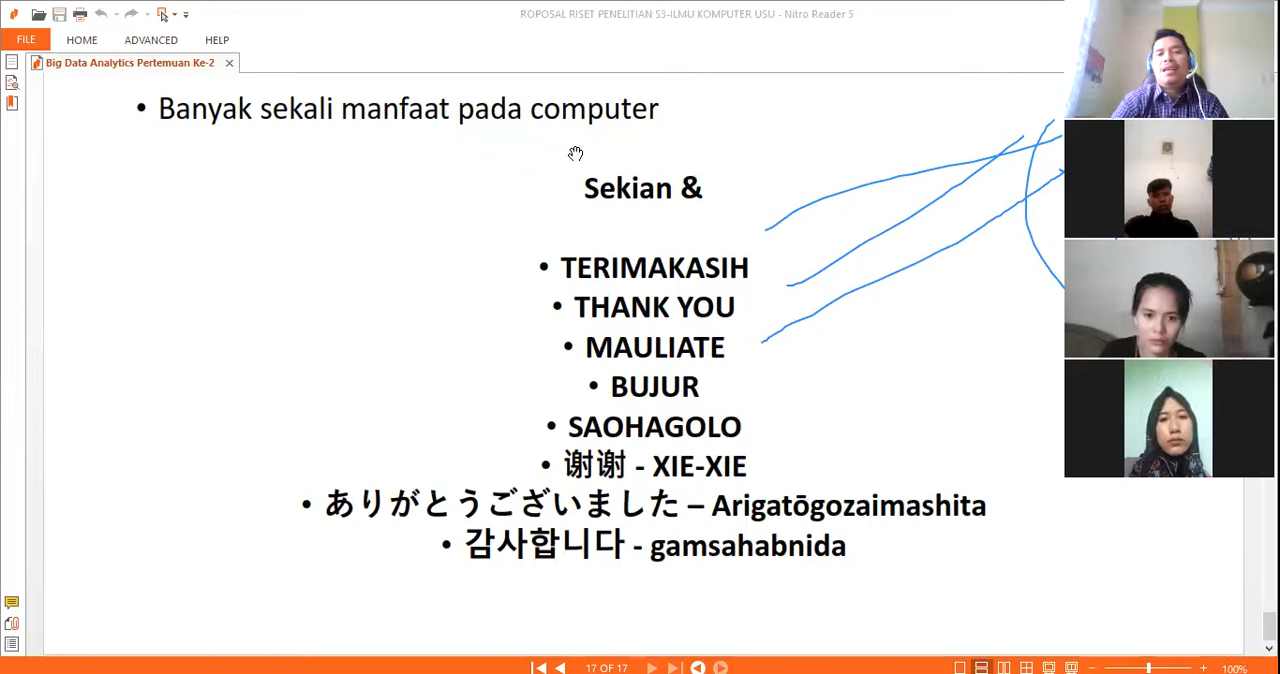 ROPOSAL RISET PENELITIAN S3-ILMU KOMPUTER USU - Nitro Reader 5
FILE HOME ADVANCED HELP
Big Data Analytics Pertemuan Ke-2
• Banyak sekali manfaat pada computer
Sekian &
• TERIMAKASIH
• THANK YOU
• MAULIATE
• BUJUR
• SAOHAGOLO
• 谢谢 - XIE-XIE
• ありがとうございました – Arigatōgozaimashita
• 감사합니다 - gamsahabnida
17 OF 17
100%